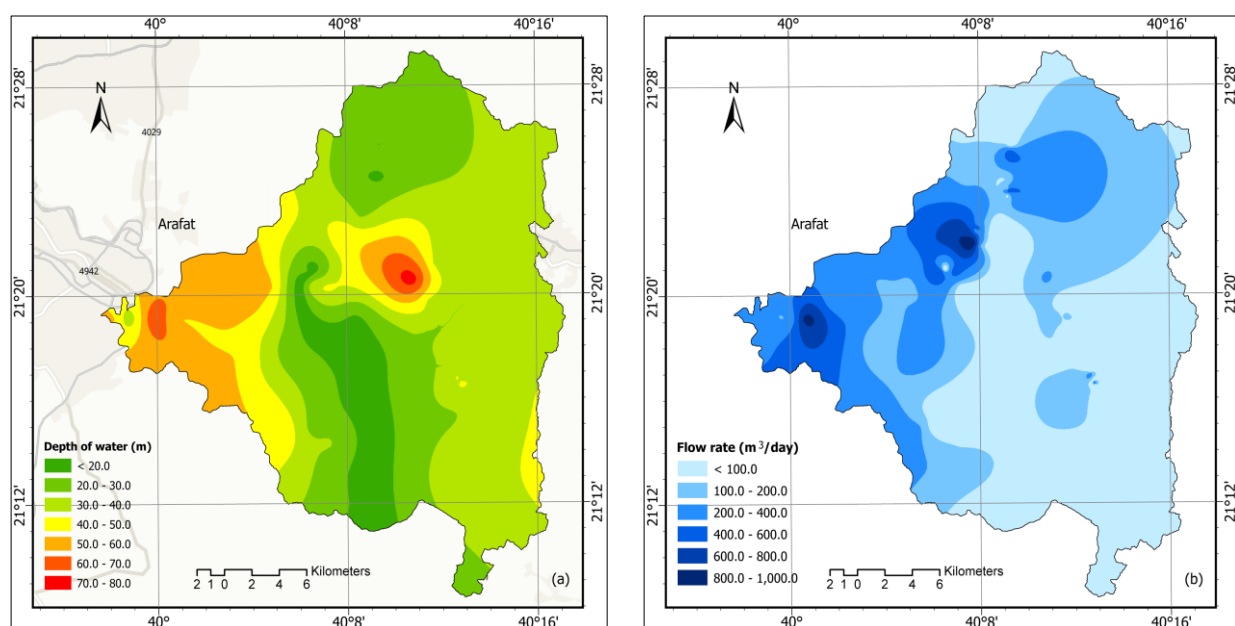 40°
40°8'
40°16'
21°28'
21°28'
N
4029
Arafat
4942
21°20'
21°20'
Depth of water (m)
< 20.0
20.0 - 30.0
30.0 - 40.0
40.0 - 50.0
50.0 - 60.0
60.0 - 70.0
70.0 - 80.0
21°12'
21°12'
Kilometers
2 1 0 2 4 6
(a)
40°
40°8'
40°16'
40°
40°8'
40°16'
21°28'
21°28'
N
Arafat
21°20'
21°20'
Flow rate (m³/day)
< 100.0
100.0 - 200.0
200.0 - 400.0
400.0 - 600.0
600.0 - 800.0
800.0 - 1,000.0
21°12'
21°12'
Kilometers
2 1 0 2 4 6
(b)
40°
40°8'
40°16'